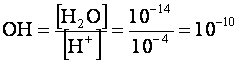 OH = [H₂O] / [H⁺] = 10⁻¹⁴ / 10⁻⁴ = 10⁻¹⁰